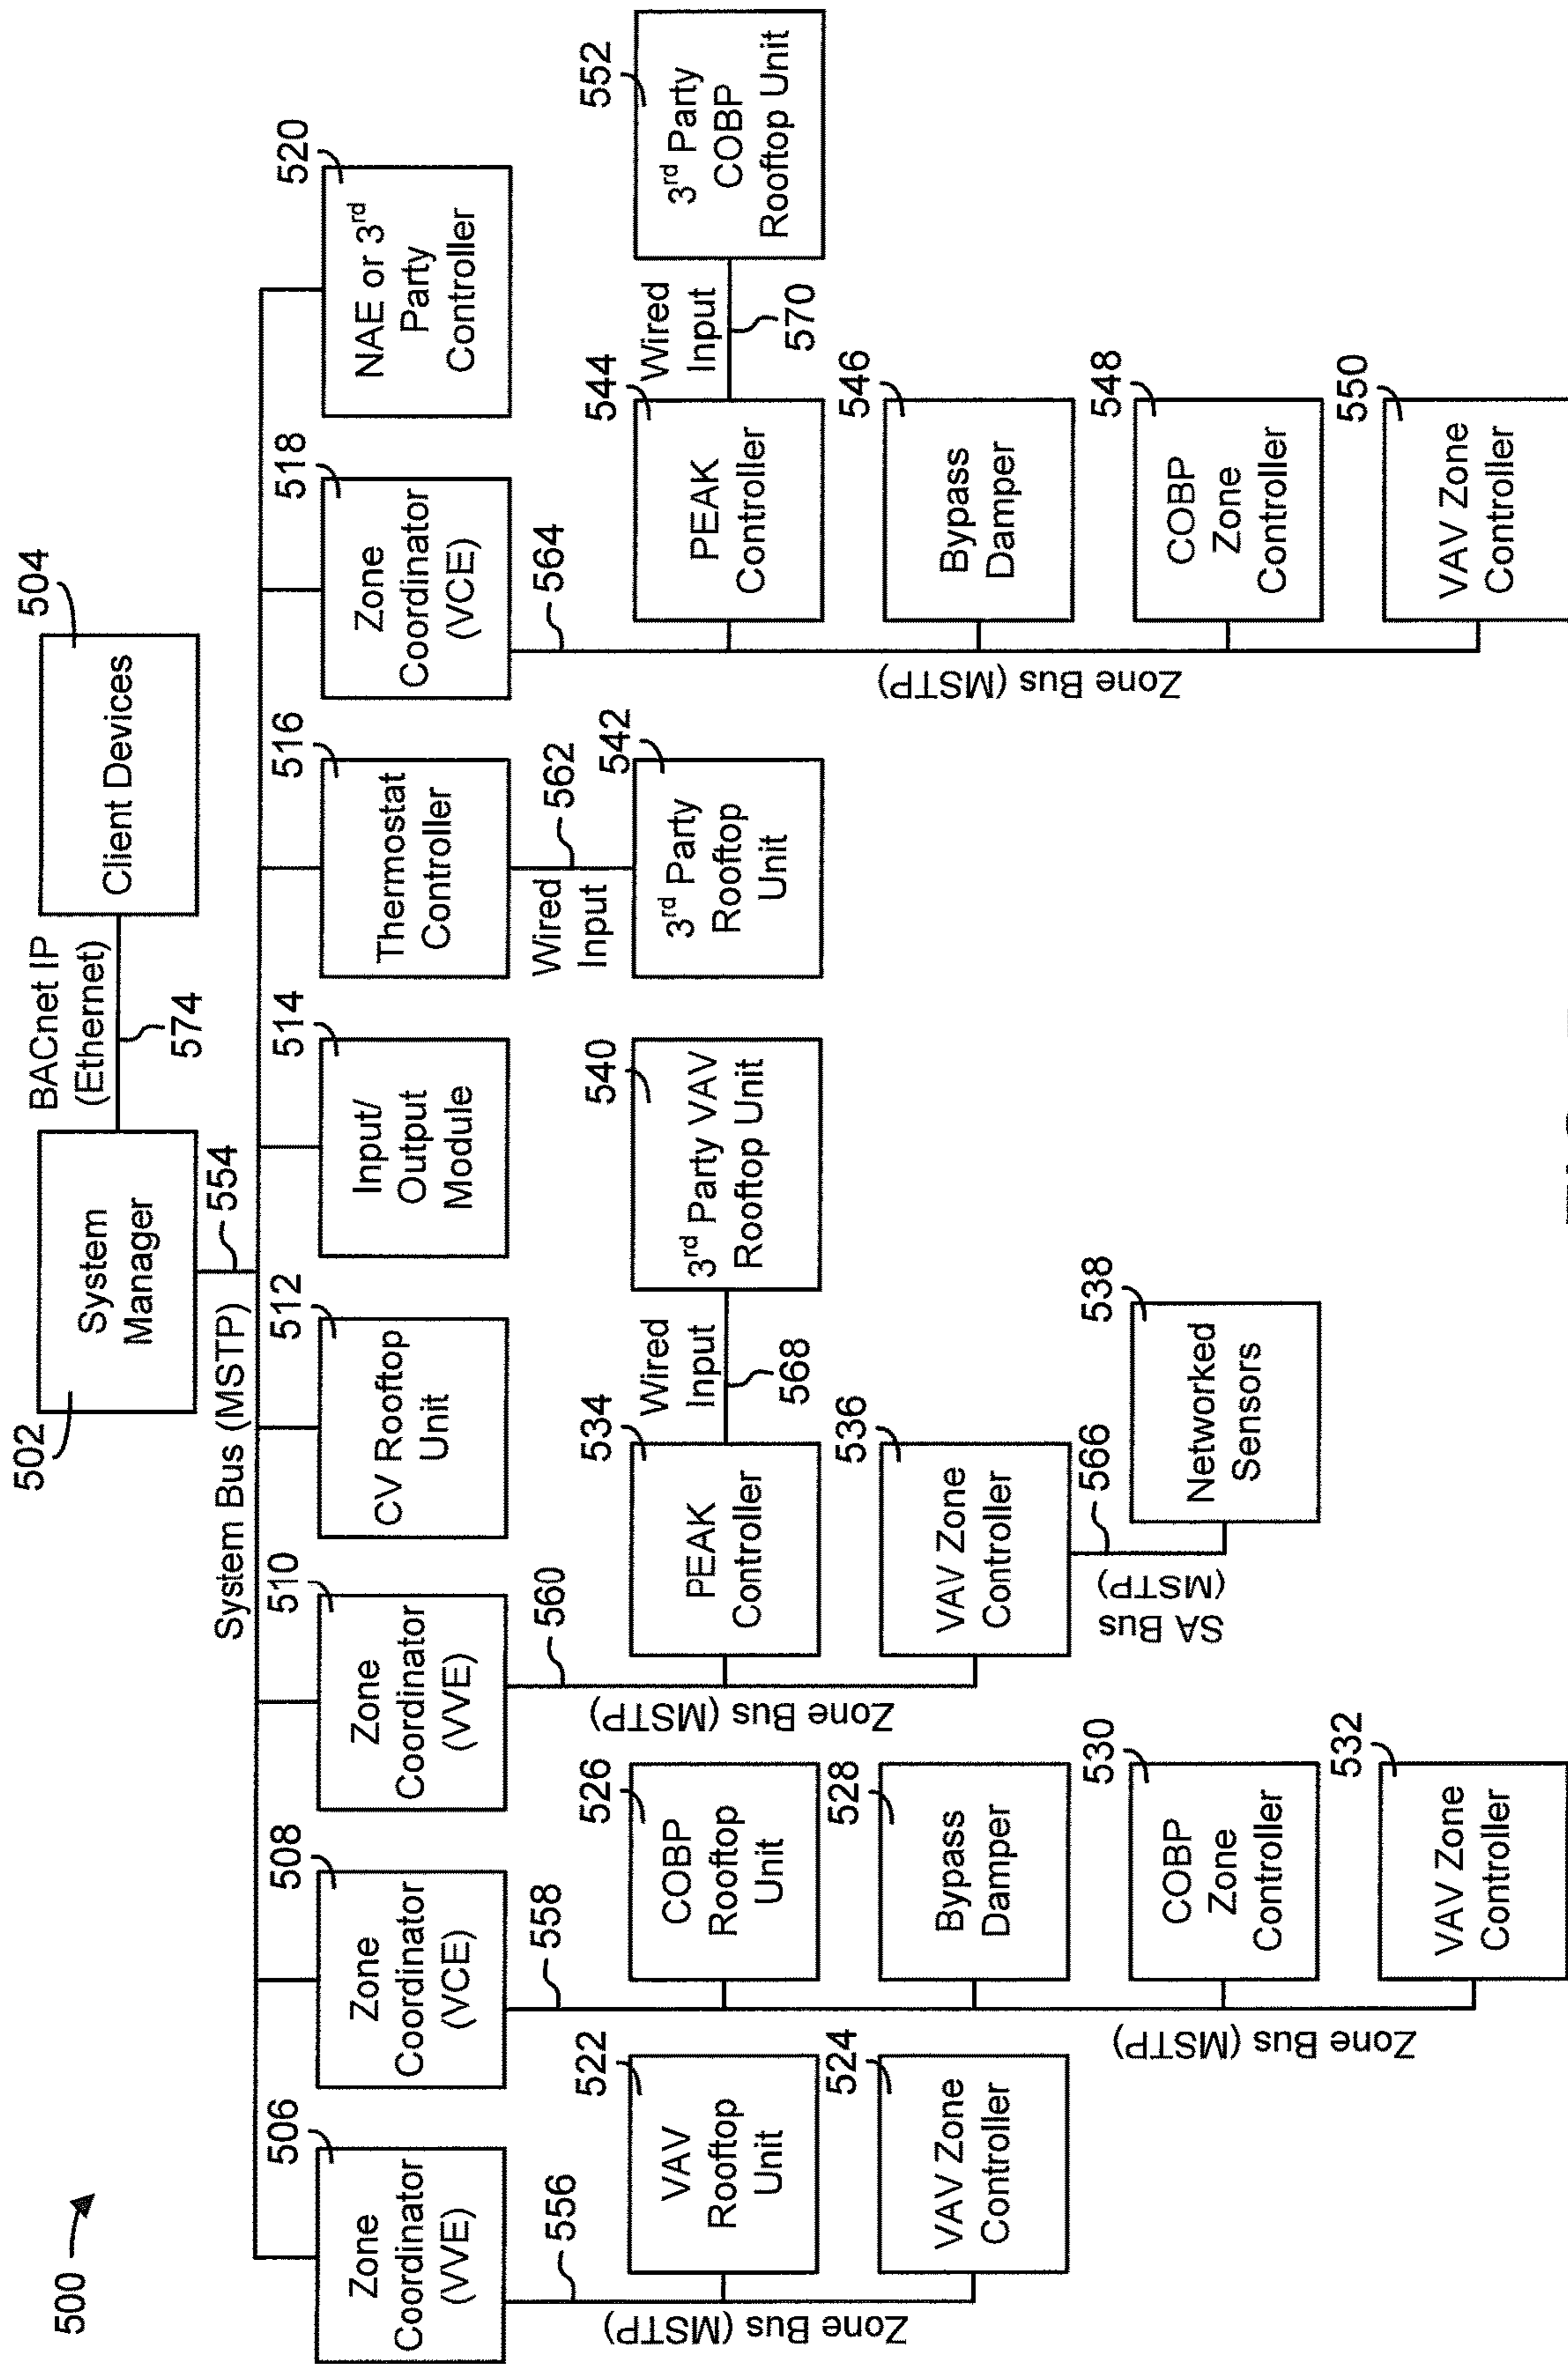 500
502
System
Manager
BACnet IP
(Ethernet)
574
504
Client Devices
554
System Bus (MSTP)
506
Zone
Coordinator
(VVE)
508
Zone
Coordinator
(VCE)
510
Zone
Coordinator
(VVE)
512
CV Rooftop
Unit
514
Input/
Output
Module
516
Thermostat
Controller
518
Zone
Coordinator
(VCE)
520
NAE or 3rd
Party
Controller
556
Zone Bus (MSTP)
522
VAV
Rooftop
Unit
524
VAV Zone
Controller
558
Zone Bus (MSTP)
526
COBP
Rooftop
Unit
528
Bypass
Damper
530
COBP
Zone
Controller
532
VAV Zone
Controller
560
Zone Bus (MSTP)
534
PEAK
Controller
Wired
Input
568
540
3rd Party VAV
Rooftop Unit
536
VAV Zone
Controller
566
SA Bus
(MSTP)
538
Networked
Sensors
Wired
Input
562
542
3rd Party
Rooftop
Unit
564
Zone Bus (MSTP)
544
PEAK
Controller
Wired
Input
570
552
3rd Party
COBP
Rooftop Unit
546
Bypass
Damper
548
COBP
Zone
Controller
550
VAV Zone
Controller